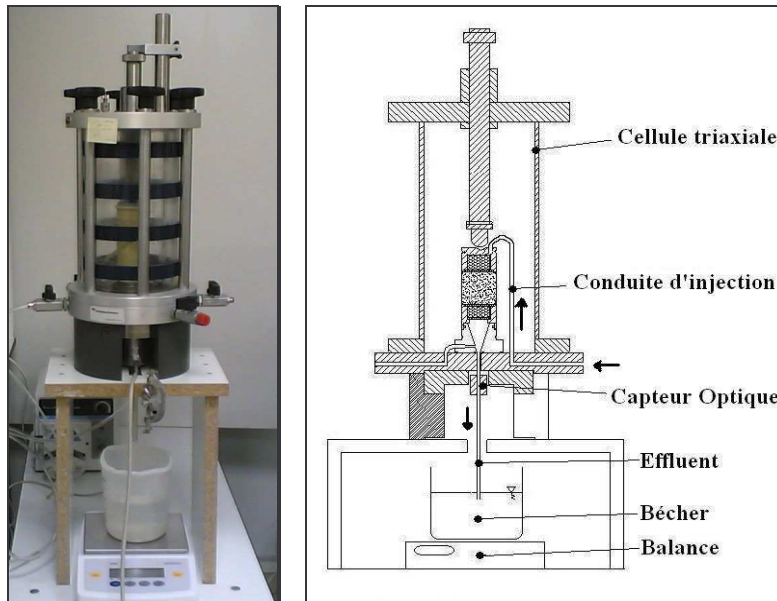 Cellule triaxiale
Conduite d'injection
Capteur Optique
Effluent
Bécher
Balance